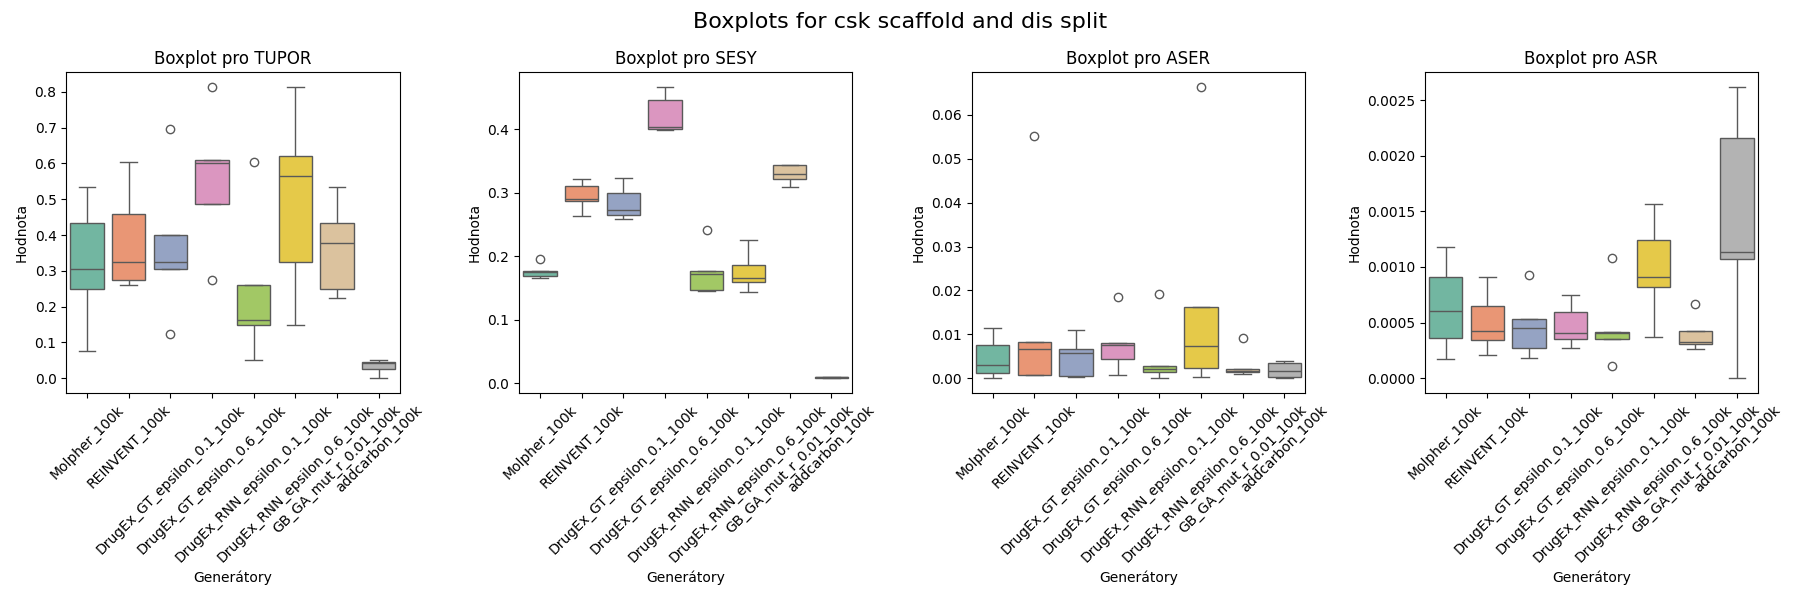 Boxplots for csk scaffold and dis split
Boxplot pro TUPOR
Hodnota
0.8
0.7
0.6
0.5
0.4
0.3
0.2
0.1
0.0
Molpher_100k
REINVENT_100k
DrugEx_GT_epsilon_0.1_100k
DrugEx_GT_epsilon_0.6_100k
DrugEx_RNN_epsilon_0.1_100k
DrugEx_RNN_epsilon_0.6_100k
GB_GA_mut_r_0.01_100k
addcarbon_100k
Generátory
Boxplot pro SESY
Hodnota
0.4
0.3
0.2
0.1
0.0
Molpher_100k
REINVENT_100k
DrugEx_GT_epsilon_0.1_100k
DrugEx_GT_epsilon_0.6_100k
DrugEx_RNN_epsilon_0.1_100k
DrugEx_RNN_epsilon_0.6_100k
GB_GA_mut_r_0.01_100k
addcarbon_100k
Generátory
Boxplot pro ASER
Hodnota
0.06
0.05
0.04
0.03
0.02
0.01
0.00
Molpher_100k
REINVENT_100k
DrugEx_GT_epsilon_0.1_100k
DrugEx_GT_epsilon_0.6_100k
DrugEx_RNN_epsilon_0.1_100k
DrugEx_RNN_epsilon_0.6_100k
GB_GA_mut_r_0.01_100k
addcarbon_100k
Generátory
Boxplot pro ASR
Hodnota
0.0025
0.0020
0.0015
0.0010
0.0005
0.0000
Molpher_100k
REINVENT_100k
DrugEx_GT_epsilon_0.1_100k
DrugEx_GT_epsilon_0.6_100k
DrugEx_RNN_epsilon_0.1_100k
DrugEx_RNN_epsilon_0.6_100k
GB_GA_mut_r_0.01_100k
addcarbon_100k
Generátory